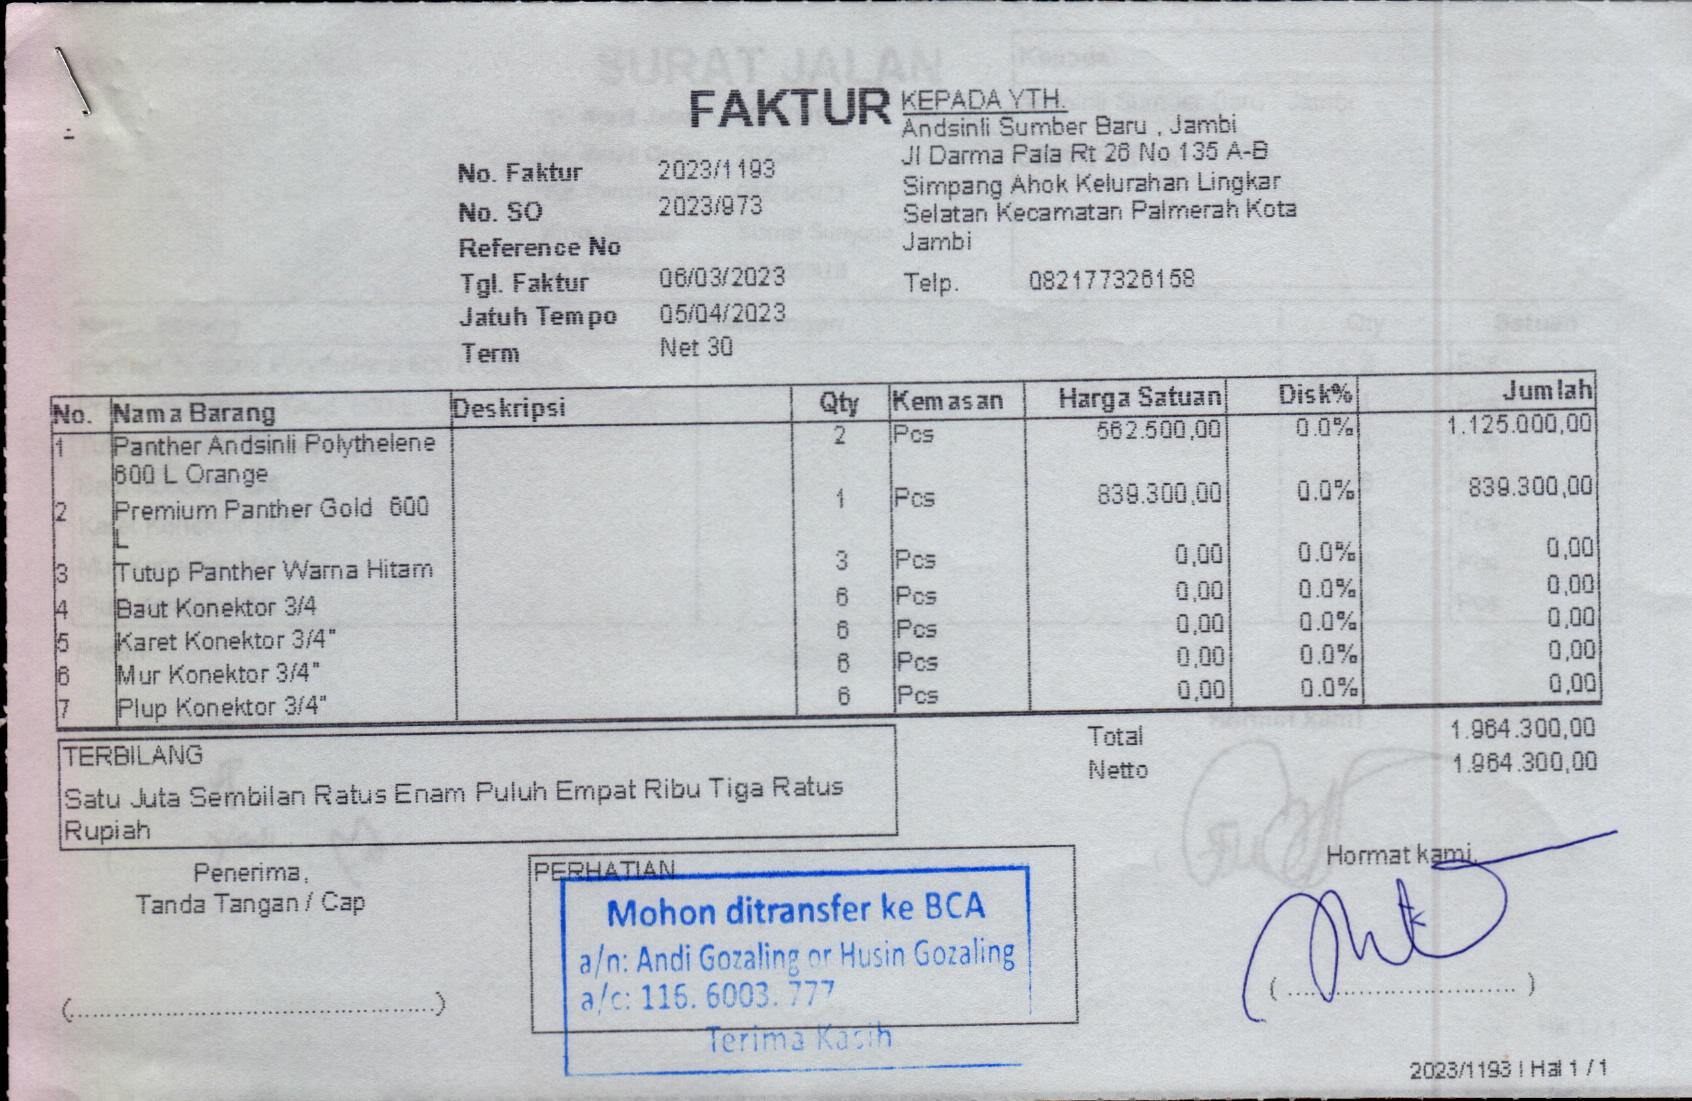 FAKTUR
KEPADA YTH.
Andsinli Sumber Baru , Jambi
Jl Darma Pala Rt 26 No 135 A-B
Simpang Ahok Kelurahan Lingkar
Selatan Kecamatan Palmerah Kota
Jambi
Telp. 082177326158
No. Faktur 2023/1193
No. SO 2023/973
Reference No
Tgl. Faktur 06/03/2023
Jatuh Tempo 05/04/2023
Term Net 30
No. Nama Barang Deskripsi Qty Kemasan Harga Satuan Disk% Jumlah
1 Panther Andsinli Polythelene 2 Pcs 562.500,00 0.0% 1.125.000,00
600 L Orange
2 Premium Panther Gold 600 1 Pcs 839.300,00 0.0% 839.300,00
L
3 Tutup Panther Warna Hitam 3 Pcs 0,00 0.0% 0,00
4 Baut Konektor 3/4 6 Pcs 0,00 0.0% 0,00
5 Karet Konektor 3/4" 6 Pcs 0,00 0.0% 0,00
6 Mur Konektor 3/4" 6 Pcs 0,00 0.0% 0,00
7 Plup Konektor 3/4" 6 Pcs 0,00 0.0% 0,00
Total 1.964.300,00
Netto 1.964.300,00
TERBILANG
Satu Juta Sembilan Ratus Enam Puluh Empat Ribu Tiga Ratus
Rupiah
Penerima,
Tanda Tangan / Cap
(..................................................)
PERHATIAN
Mohon ditransfer ke BCA
a/n: Andi Gozaling or Husin Gozaling
a/c: 116. 6003. 777
Terima Kasih
Hormat kami,
( ................................ )
2023/1193 | Hal 1 / 1